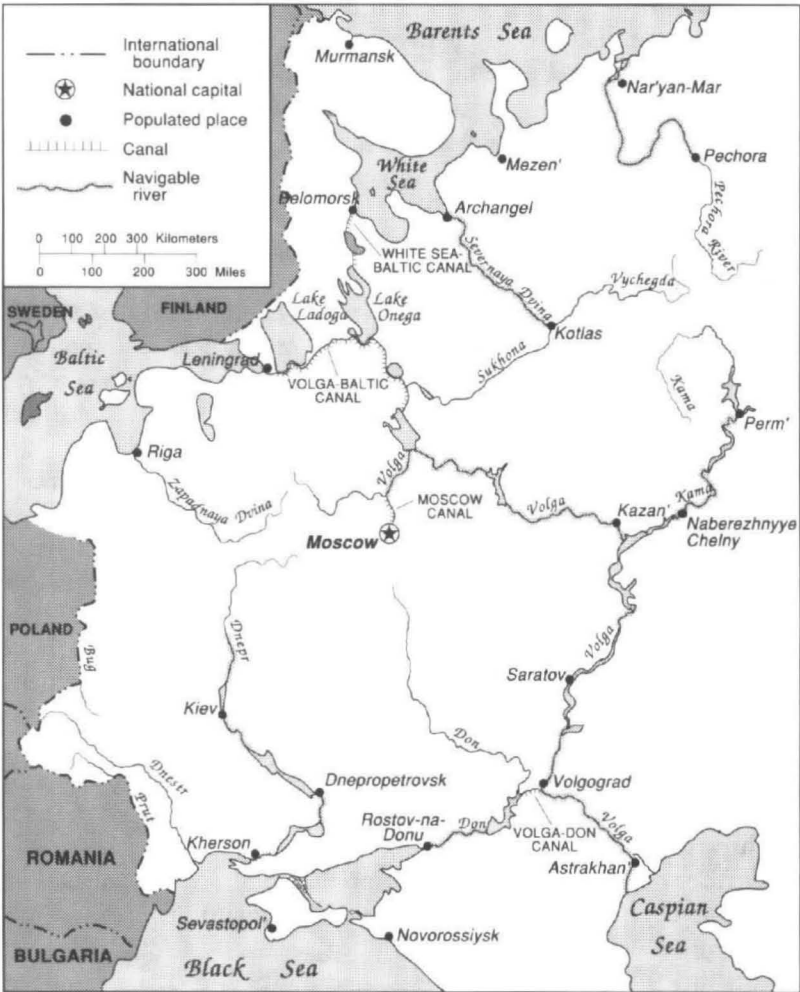 International
boundary
National capital
Populated place
Canal
Navigable
river
0 100 200 300 Kilometers
0 100 200 300 Miles
Barents Sea
Murmansk
Nar'yan-Mar
White
Sea
Mezen'
Pechora
Belomorsk
Archangel
Pechora River
WHITE SEA-
BALTIC CANAL
Severnaya Dvina
Vychegda
SWEDEN
FINLAND
Lake
Ladoga
Lake
Onega
Kotlas
Baltic
Sea
Leningrad
Sukhona
VOLGA-BALTIC
CANAL
Kama
Perm'
Riga
Volga
Zapadnaya Dvina
MOSCOW
CANAL
Volga
Kazan'
Kama
Naberezhnyye
Chelny
Moscow
POLAND
Bug
Dnepr
Volga
Saratov
Kiev
Don
Dnestr
Prut
Dnepropetrovsk
Volgograd
Rostov-na-
Donu
Don
VOLGA-DON
CANAL
Volga
ROMANIA
Kherson
Astrakhan'
Caspian
Sea
Sevastopol'
Novorossiysk
BULGARIA
Black Sea